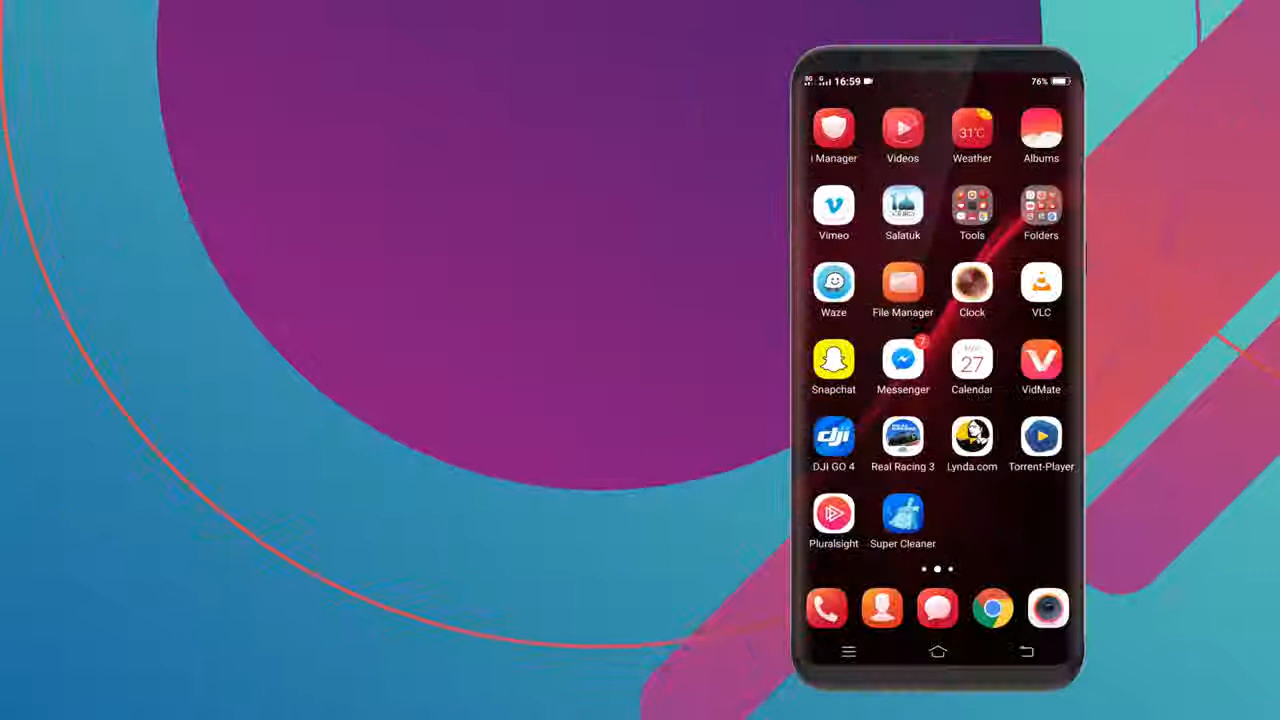 16:59 76%
31°C
i Manager Videos Weather Albums
Vimeo Salatuk Tools Folders
Waze File Manager Clock VLC
7
27
Snapchat Messenger Calendar VidMate
dji
DJI GO 4 Real Racing 3 Lynda.com Torrent-Player
Pluralsight Super Cleaner